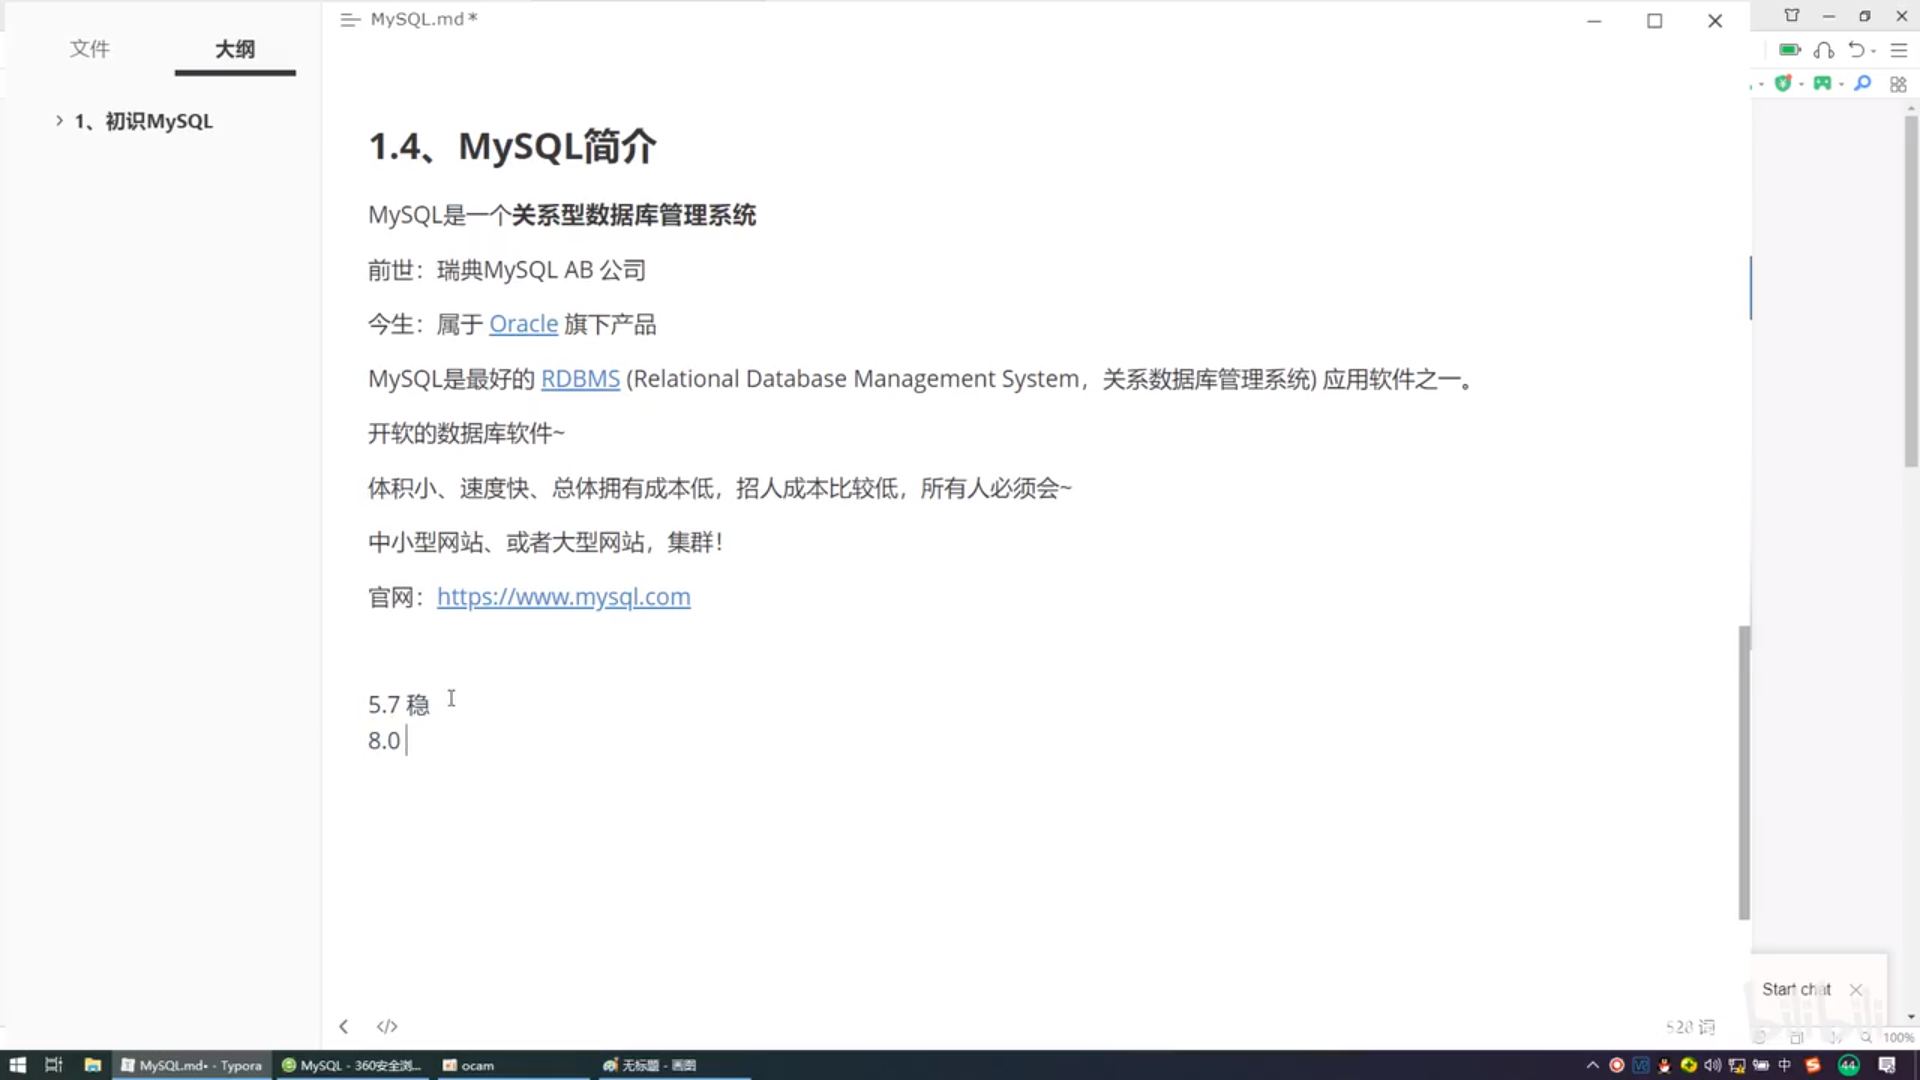 MySQL.md*
文件 大纲
1、初识MySQL
1.4、MySQL简介
MySQL是一个关系型数据库管理系统
前世：瑞典MySQL AB 公司
今生：属于 Oracle 旗下产品
MySQL是最好的 RDBMS (Relational Database Management System，关系数据库管理系统) 应用软件之一。
开软的数据库软件~
体积小、速度快、总体拥有成本低，招人成本比较低，所有人必须会~
中小型网站、或者大型网站，集群！
官网：https://www.mysql.com
5.7 稳
8.0
Start chat
bilibili
528 词
100%
MySQL.md• - Typora
MySQL - 360安全浏...
ocam
无标题 - 画图
中
44